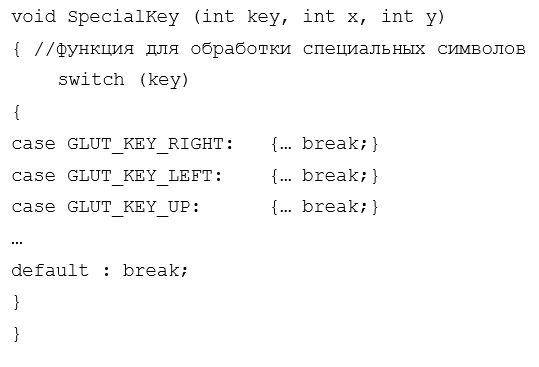 void SpecialKey (int key, int x, int y)
{ //функция для обработки специальных символов
switch (key)
{
case GLUT_KEY_RIGHT: {… break;}
case GLUT_KEY_LEFT: {… break;}
case GLUT_KEY_UP: {… break;}
…
default : break;
}
}